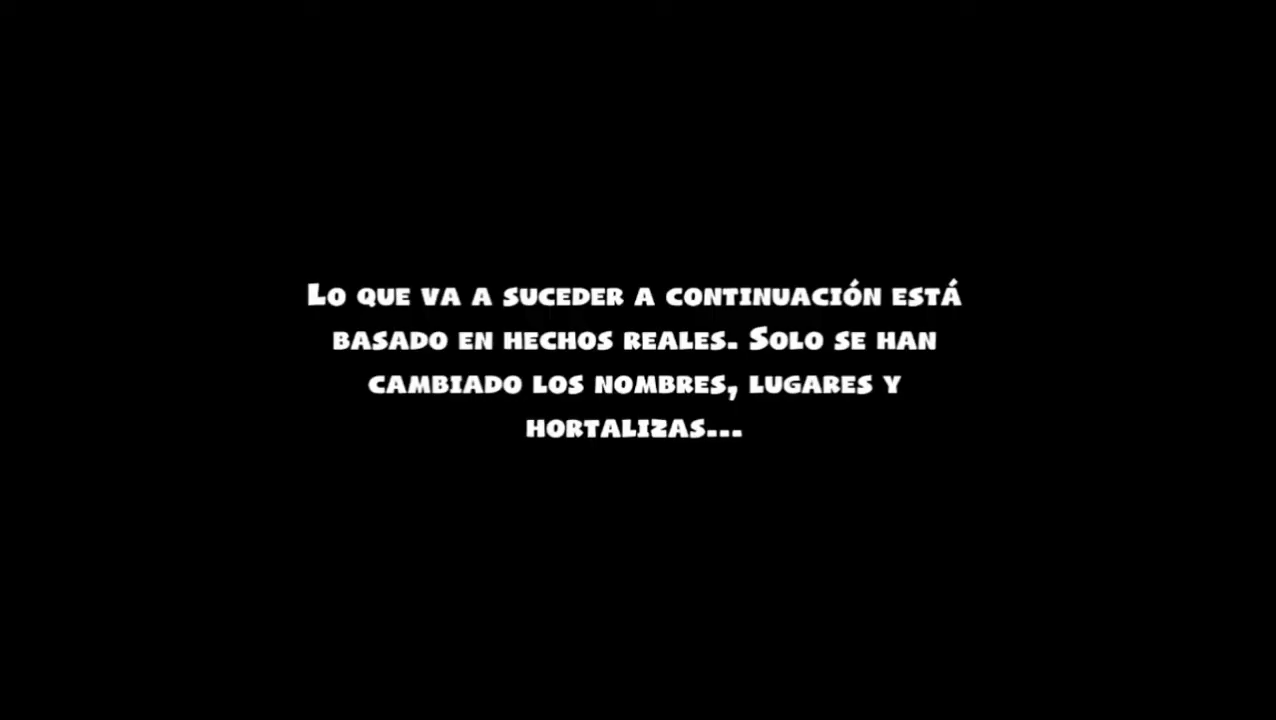 Lo que va a suceder a continuación está
basado en hechos reales. Solo se han
cambiado los nombres, lugares y
hortalizas...